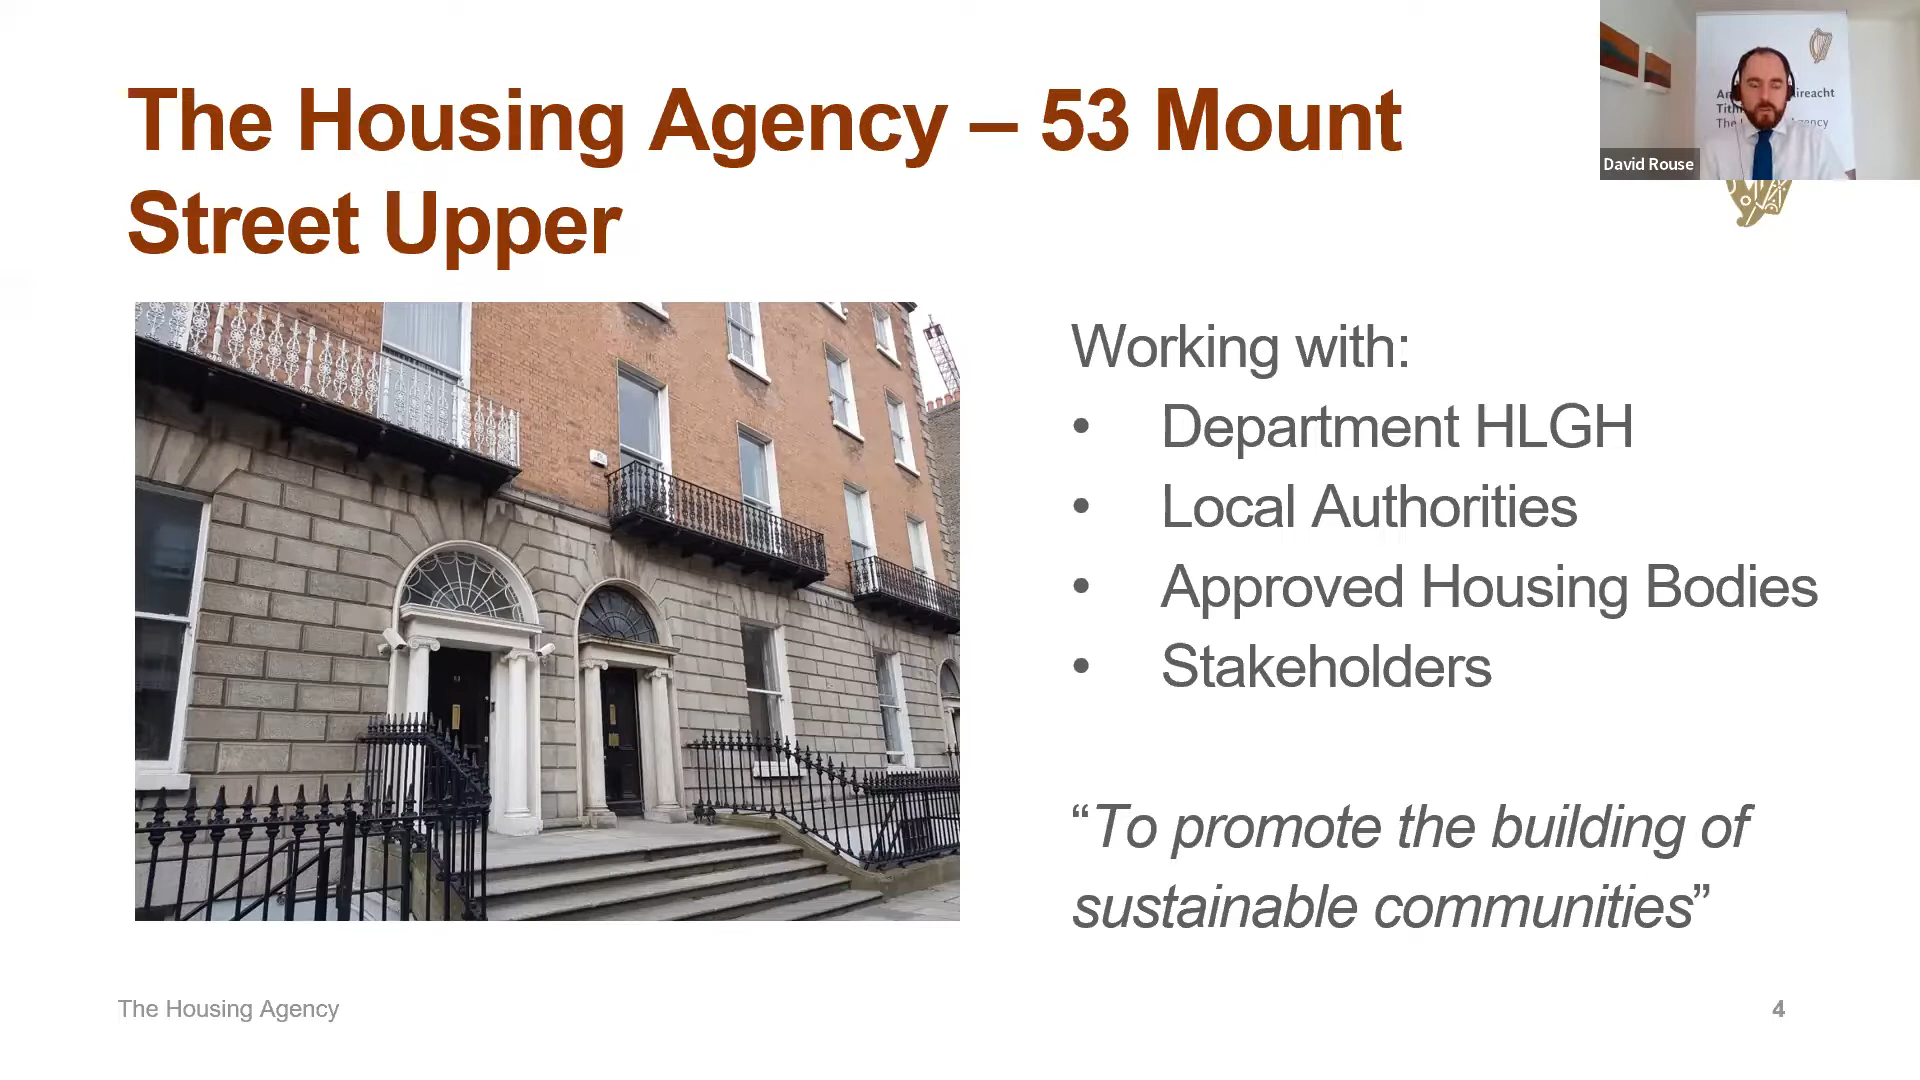 The Housing Agency – 53 Mount
Street Upper
David Rouse
Working with:
• Department HLGH
• Local Authorities
• Approved Housing Bodies
• Stakeholders
“To promote the building of
sustainable communities”
The Housing Agency
4